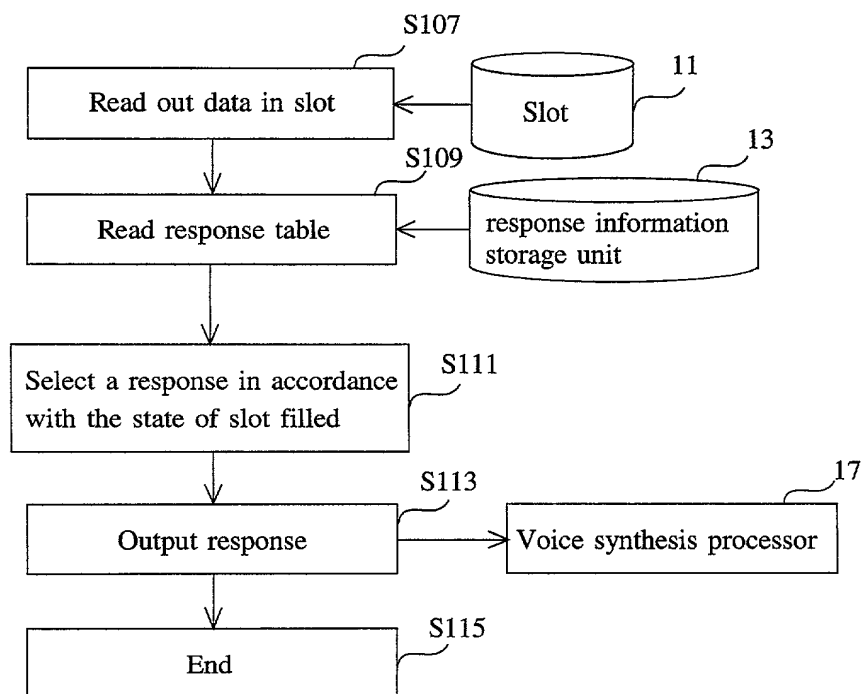 S107
Read out data in slot
11
Slot
S109
Read response table
13
response information
storage unit
S111
Select a response in accordance
with the state of slot filled
S113
Output response
17
Voice synthesis processor
S115
End